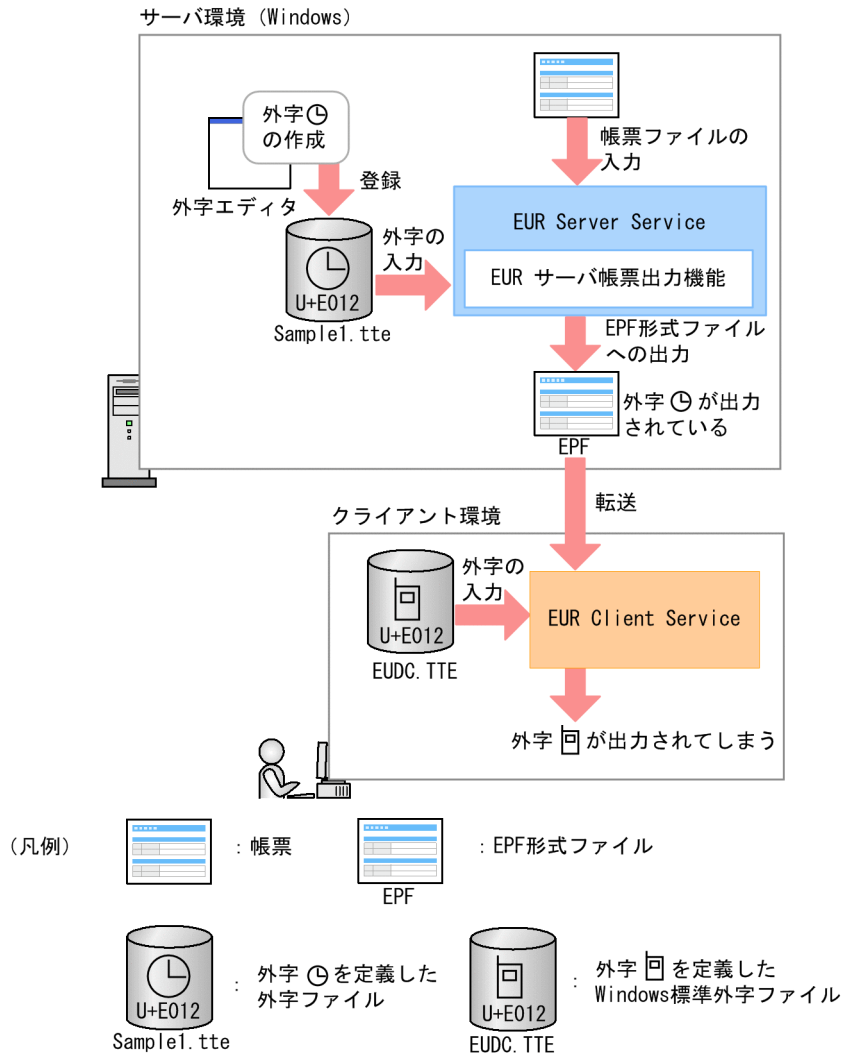 サーバ環境（Windows）
外字
の作成
外字エディタ
登録
帳票ファイルの
入力
外字の
入力
U+E012
Sample1.tte
EUR Server Service
EUR サーバ帳票出力機能
EPF形式ファイル
への出力
外字 が出力
されている
EPF
転送
クライアント環境
外字の
入力
U+E012
EUDC.TTE
EUR Client Service
外字 が出力されてしまう
（凡例）
：帳票
：EPF形式ファイル
EPF
U+E012
Sample1.tte
： 外字 を定義した
外字ファイル
U+E012
EUDC.TTE
： 外字 を定義した
Windows標準外字ファイル